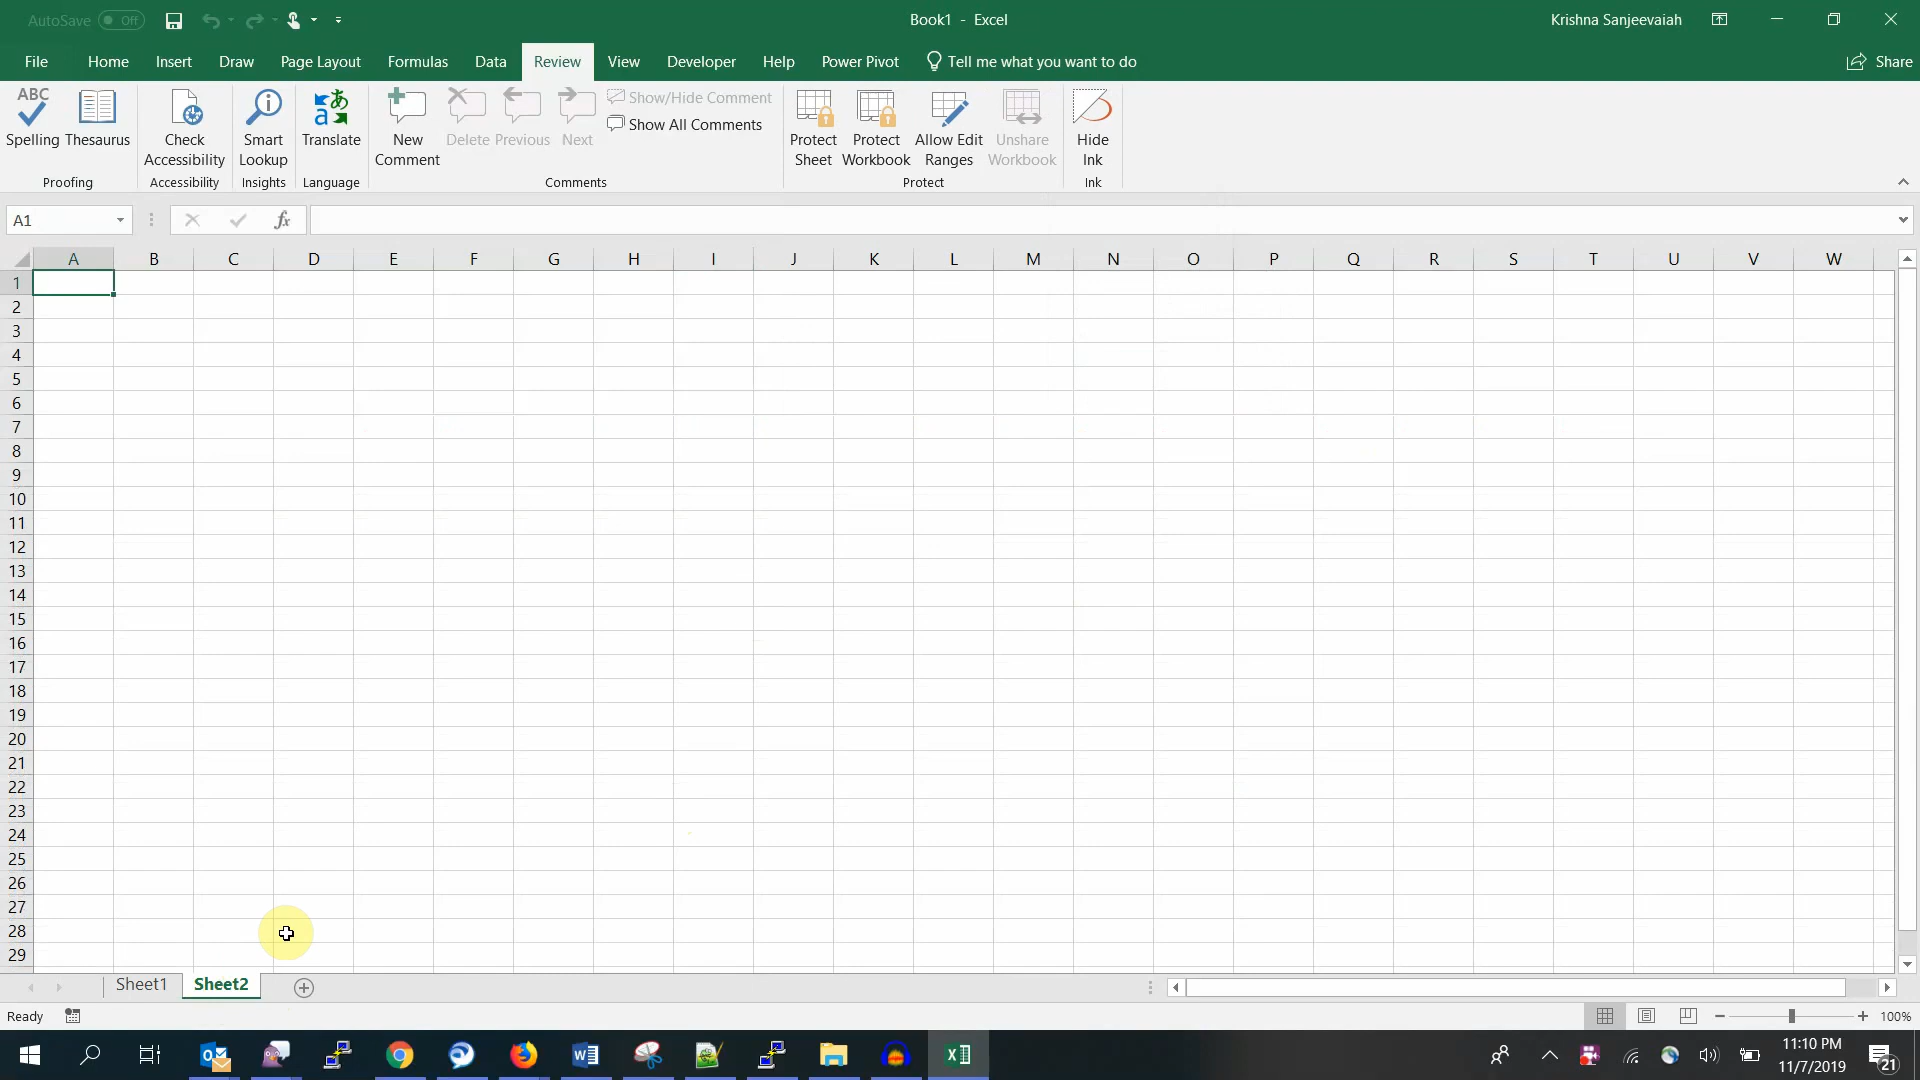 AutoSave Off
Book1 - Excel
Krishna Sanjeevaiah
File Home Insert Draw Page Layout Formulas Data Review View Developer Help Power Pivot Tell me what you want to do Share
ABC
Spelling
Thesaurus
Proofing
Check
Accessibility
Accessibility
Smart
Lookup
Insights
Translate
Language
New
Comment
Delete
Previous
Next
Show/Hide Comment
Show All Comments
Comments
Protect
Sheet
Protect
Workbook
Allow Edit
Ranges
Unshare
Workbook
Protect
Hide
Ink
Ink
A1
fx
A B C D E F G H I J K L M N O P Q R S T U V W
1
2
3
4
5
6
7
8
9
10
11
12
13
14
15
16
17
18
19
20
21
22
23
24
25
26
27
28
29
Sheet1 Sheet2
Ready
100%
11:10 PM
11/7/2019
21